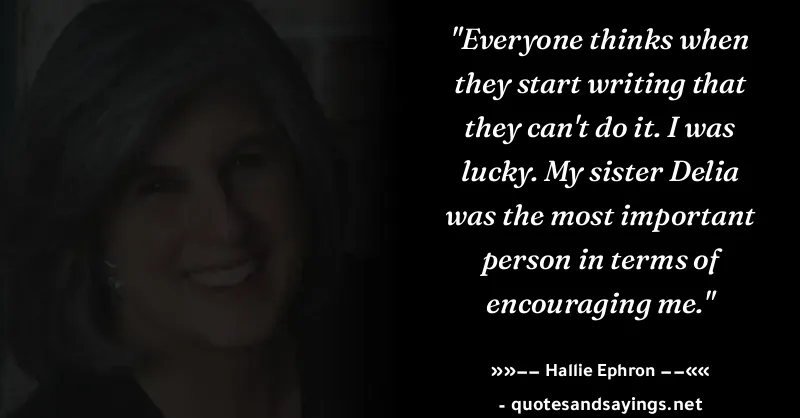 "Everyone thinks when
they start writing that
they can't do it. I was
lucky. My sister Delia
was the most important
person in terms of
encouraging me."
»»−− Hallie Ephron −−««
- quotesandsayings.net